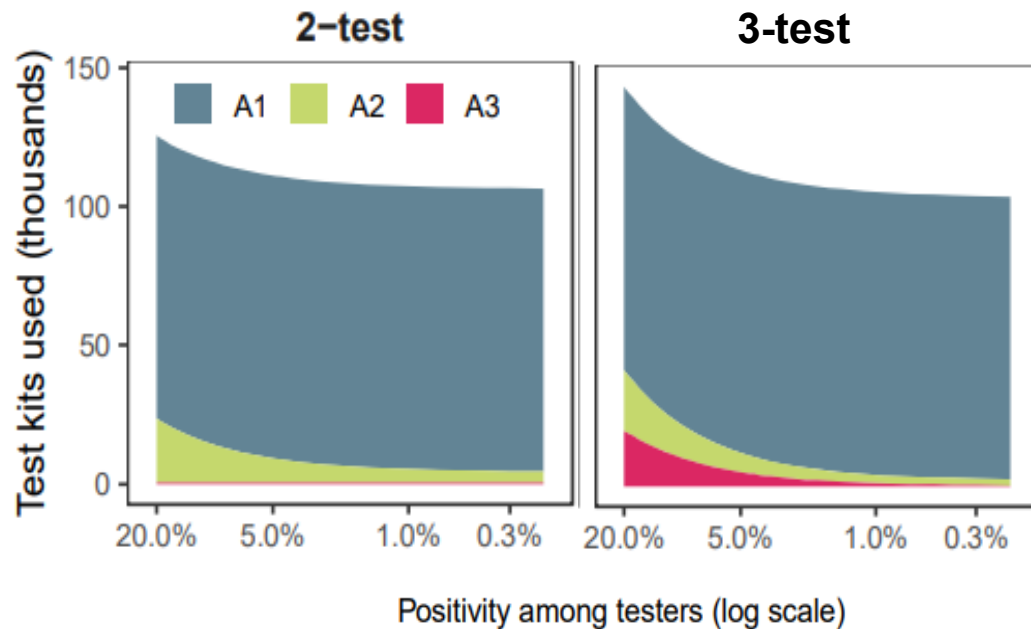 2−test
3-test
Test kits used (thousands)
150
100
50
0
A1
A2
A3
20.0%
5.0%
1.0%
0.3%
20.0%
5.0%
1.0%
0.3%
Positivity among testers (log scale)